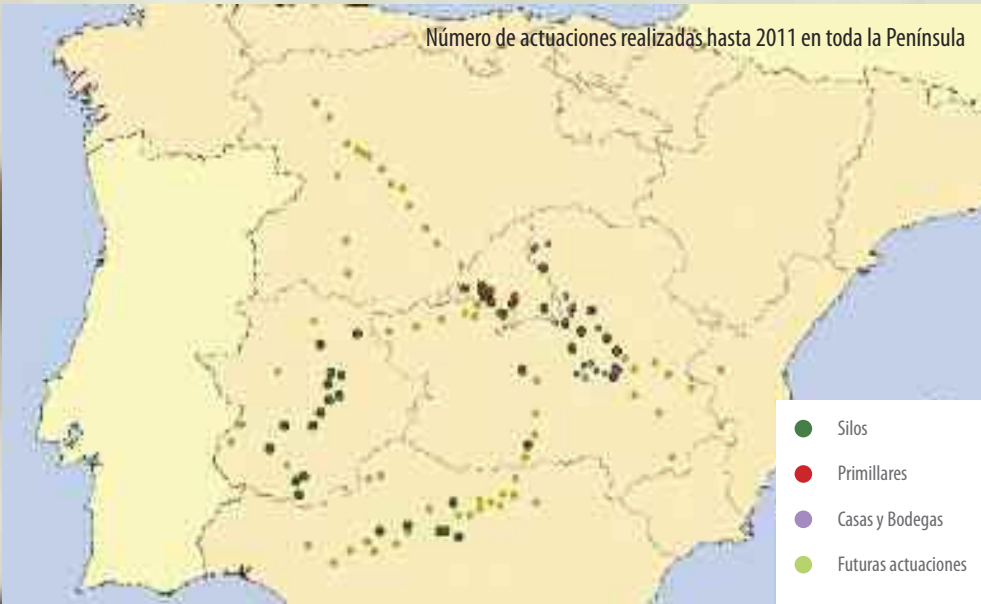 Número de actuaciones realizadas hasta 2011 en toda la Península
Silos
Primillares
Casas y Bodegas
Futuras actuaciones